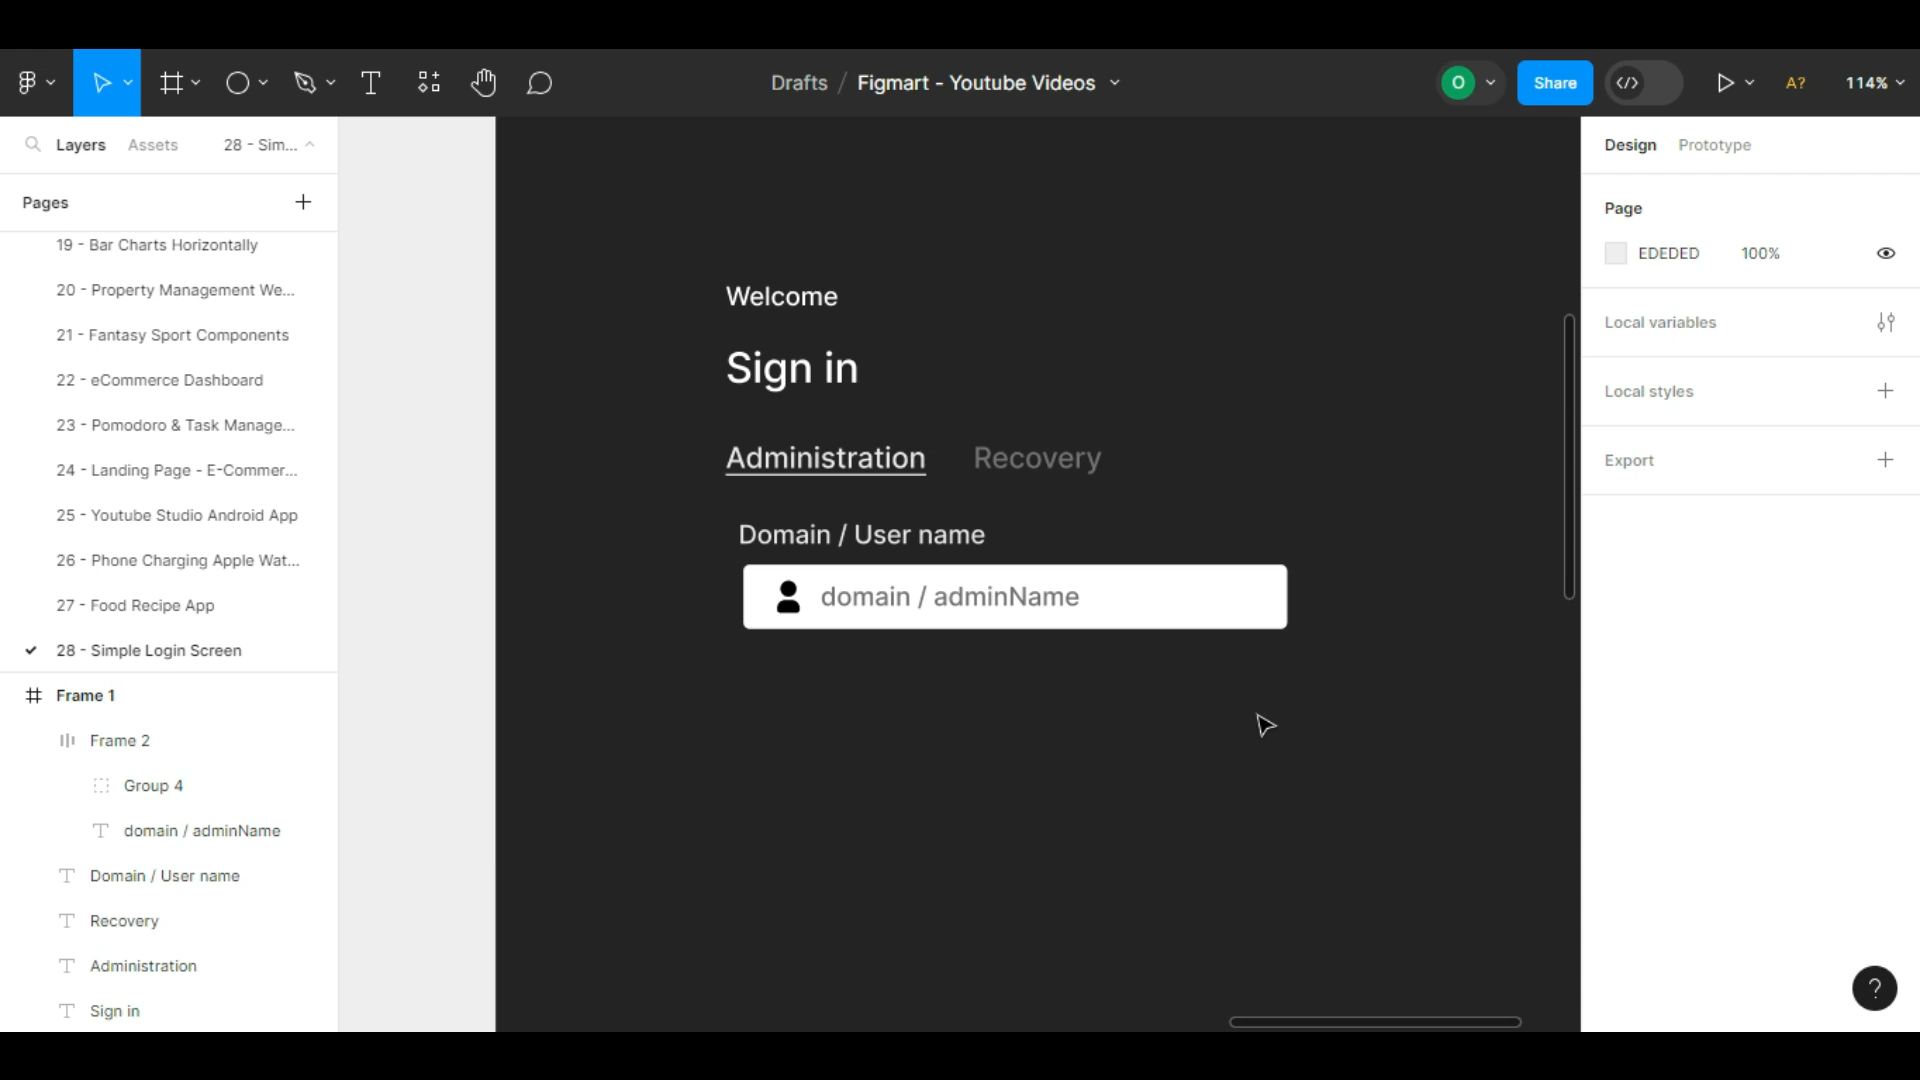 Drafts / Figmart - Youtube Videos
O
Share
A?
114%
Layers
Assets
28 - Sim...
Pages
19 - Bar Charts Horizontally
20 - Property Management We...
21 - Fantasy Sport Components
22 - eCommerce Dashboard
23 - Pomodoro & Task Manage...
24 - Landing Page - E-Commer...
25 - Youtube Studio Android App
26 - Phone Charging Apple Wat...
27 - Food Recipe App
28 - Simple Login Screen
Frame 1
Frame 2
Group 4
domain / adminName
Domain / User name
Recovery
Administration
Sign in
Welcome
Sign in
Administration
Recovery
Domain / User name
domain / adminName
Design
Prototype
Page
EDEDED
100%
Local variables
Local styles
Export
?